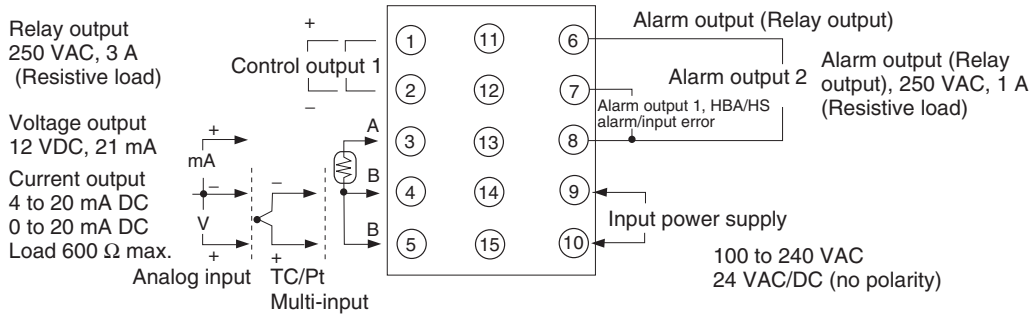 Relay output
250 VAC, 3 A
(Resistive load)
Voltage output
12 VDC, 21 mA
Current output
4 to 20 mA DC
0 to 20 mA DC
Load 600 Ω max.
+
Control output 1
−
+
mA
−
V
+
Analog input
−
+
TC/Pt
Multi-input
A
B
B
1
2
3
4
5
11
12
13
14
15
6
7
8
9
10
Alarm output (Relay output)
Alarm output 2
Alarm output 1, HBA/HS
alarm/input error
Alarm output (Relay
output), 250 VAC, 1 A
(Resistive load)
Input power supply
100 to 240 VAC
24 VAC/DC (no polarity)